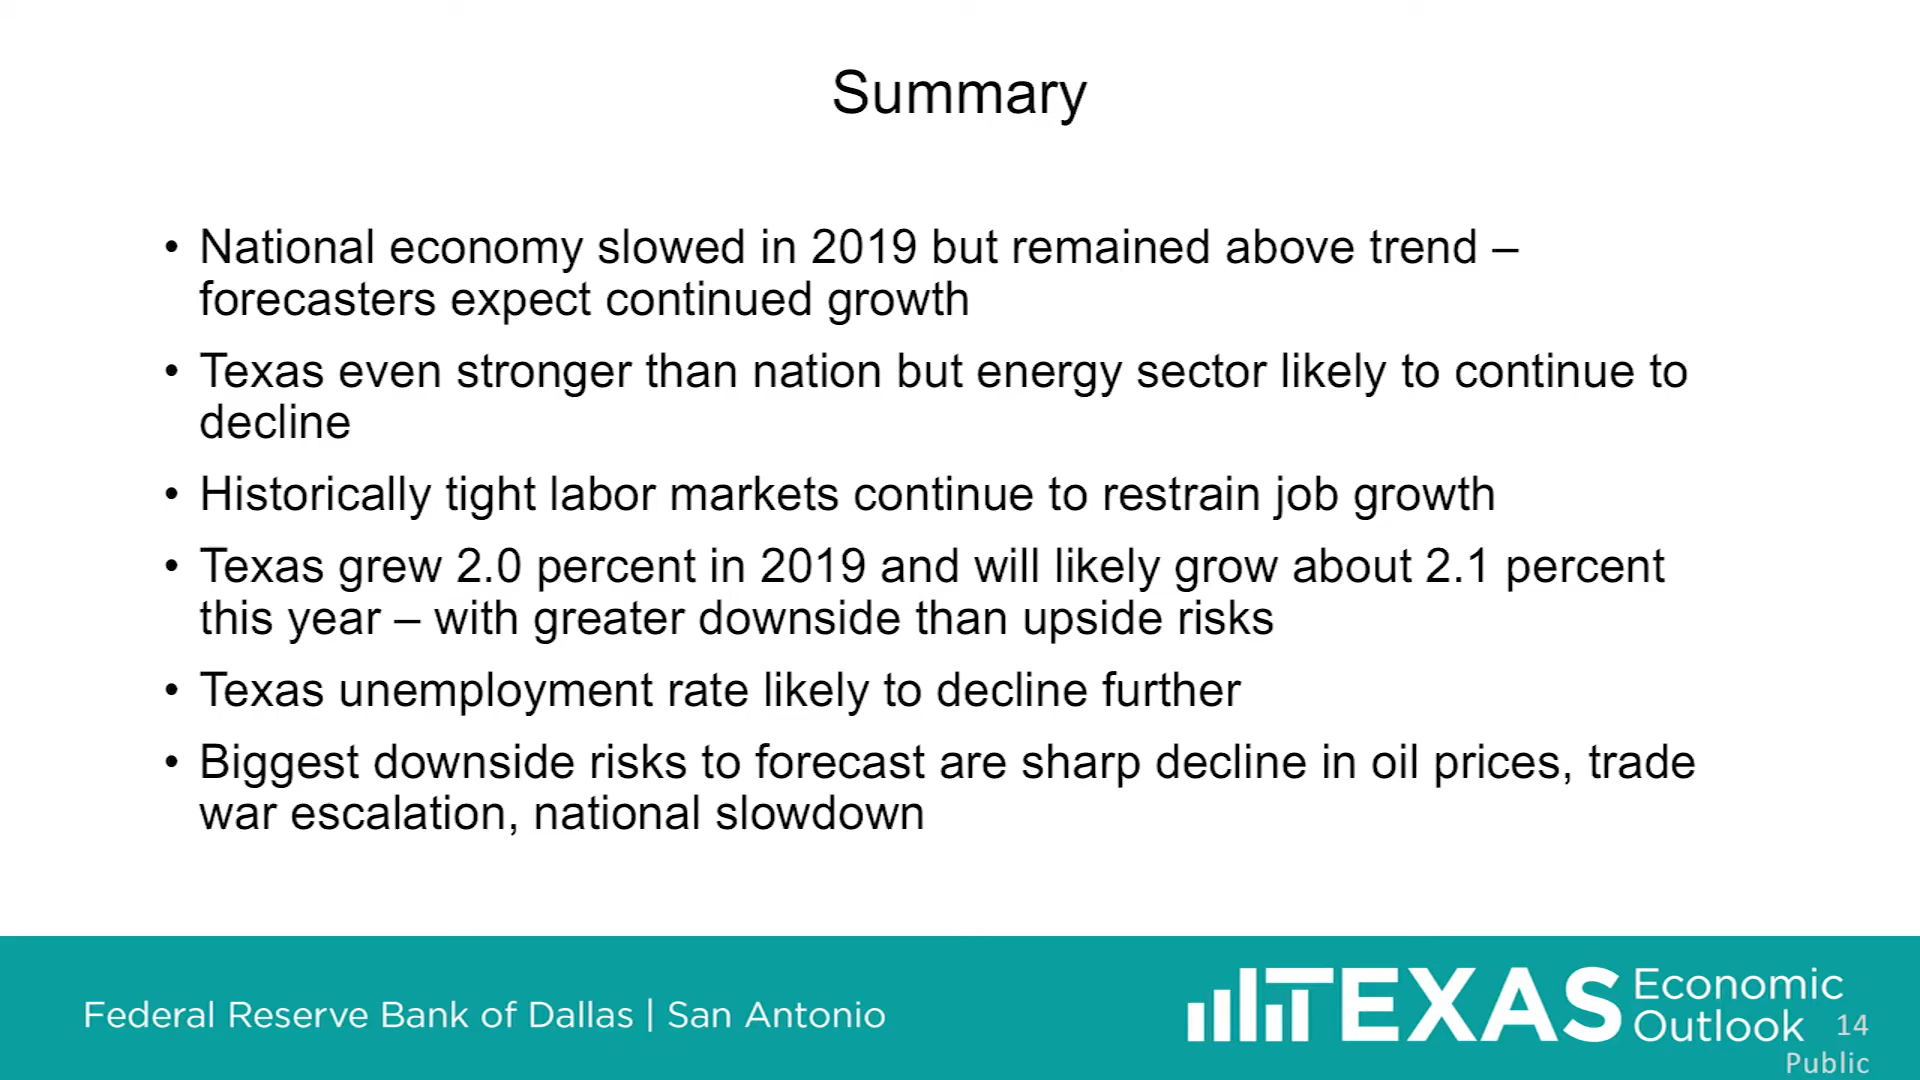 Summary
• National economy slowed in 2019 but remained above trend –
forecasters expect continued growth
• Texas even stronger than nation but energy sector likely to continue to
decline
• Historically tight labor markets continue to restrain job growth
• Texas grew 2.0 percent in 2019 and will likely grow about 2.1 percent
this year – with greater downside than upside risks
• Texas unemployment rate likely to decline further
• Biggest downside risks to forecast are sharp decline in oil prices, trade
war escalation, national slowdown
Federal Reserve Bank of Dallas | San Antonio
TEXAS Economic
Outlook
14
Public